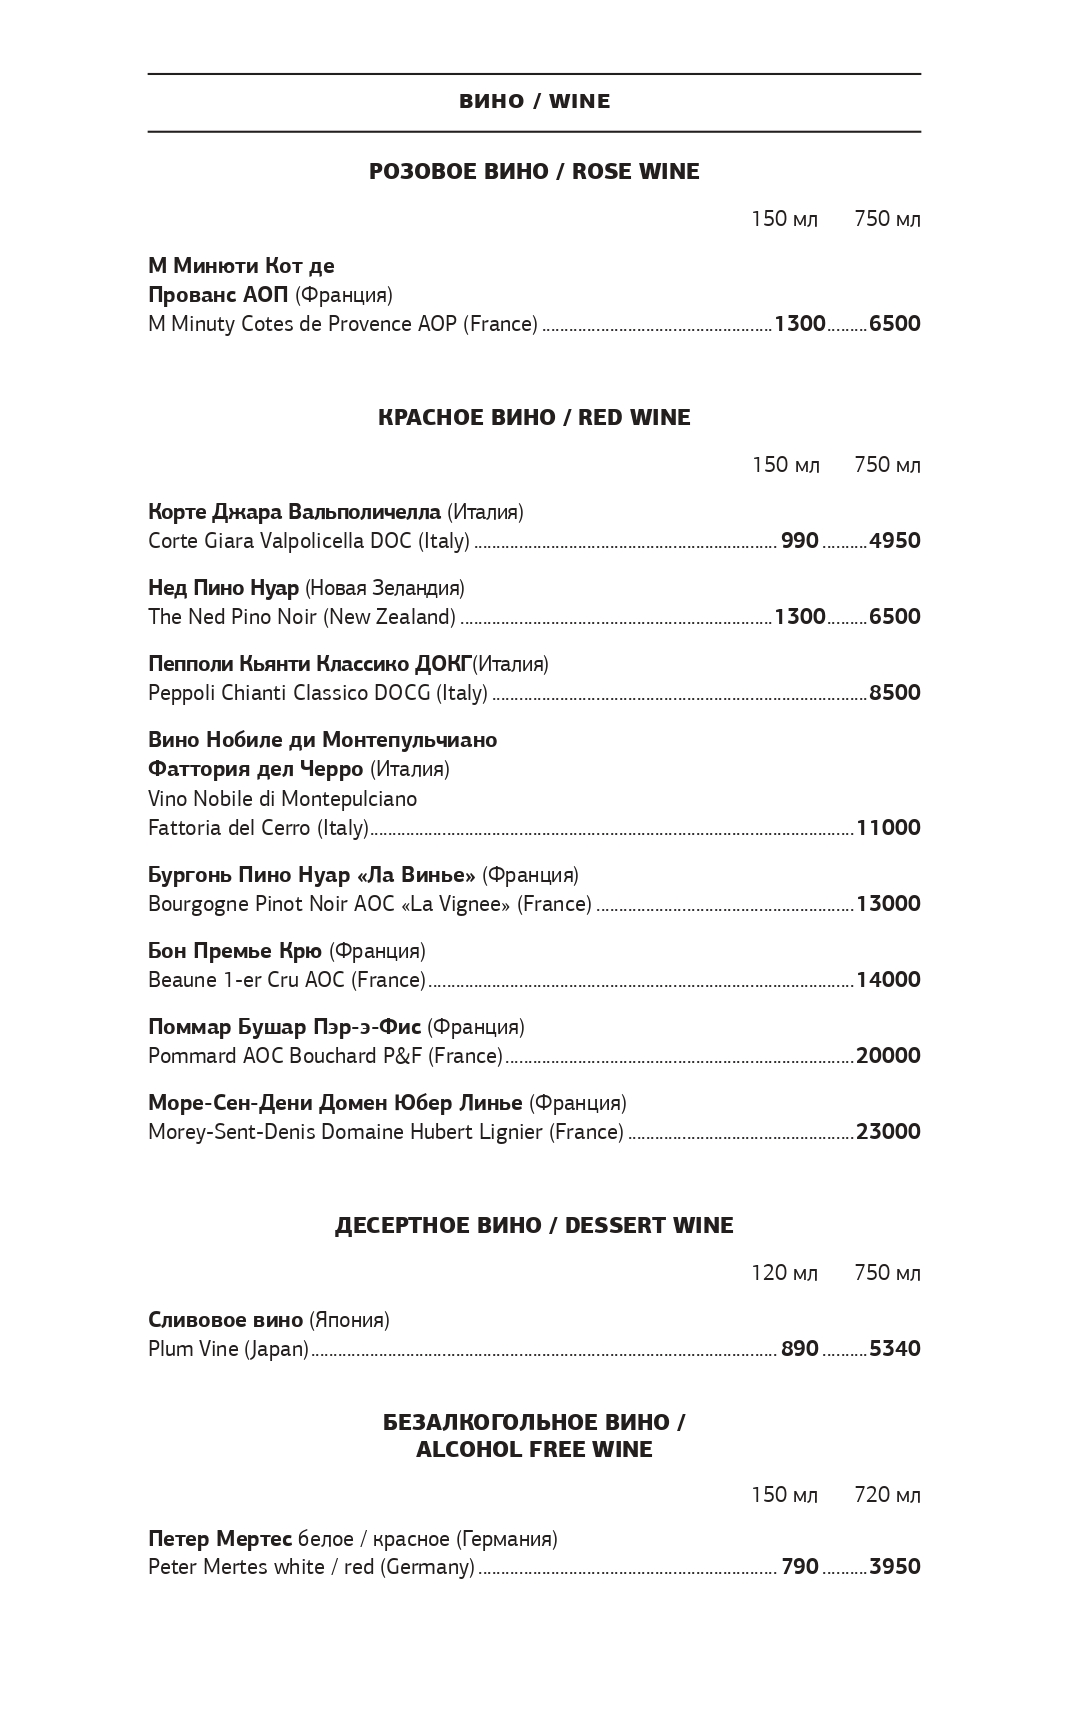 ВИНО / WINE
РОЗОВОЕ ВИНО / ROSE WINE
150 мл 750 мл
М Минюти Кот де
Прованс АОП (Франция)
M Minuty Cotes de Provence AOP (France) 1300 6500
КРАСНОЕ ВИНО / RED WINE
150 мл 750 мл
Корте Джара Вальполичелла (Италия)
Corte Giara Valpolicella DOC (Italy) 990 4950
Нед Пино Нуар (Новая Зеландия)
The Ned Pino Noir (New Zealand) 1300 6500
Пепполи Кьянти Классико ДОКГ(Италия)
Peppoli Chianti Classico DOCG (Italy) 8500
Вино Нобиле ди Монтепульчиано
Фаттория дел Черро (Италия)
Vino Nobile di Montepulciano
Fattoria del Cerro (Italy) 11000
Бургонь Пино Нуар «Ла Винье» (Франция)
Bourgogne Pinot Noir AOC «La Vignee» (France) 13000
Бон Премье Крю (Франция)
Beaune 1-er Cru AOC (France) 14000
Поммар Бушар Пэр-э-Фис (Франция)
Pommard AOC Bouchard P&F (France) 20000
Море-Сен-Дени Домен Юбер Линье (Франция)
Morey-Sent-Denis Domaine Hubert Lignier (France) 23000
ДЕСЕРТНОЕ ВИНО / DESSERT WINE
120 мл 750 мл
Сливовое вино (Япония)
Plum Vine (Japan) 890 5340
БЕЗАЛКОГОЛЬНОЕ ВИНО /
ALCOHOL FREE WINE
150 мл 720 мл
Петер Мертес белое / красное (Германия)
Peter Mertes white / red (Germany) 790 3950